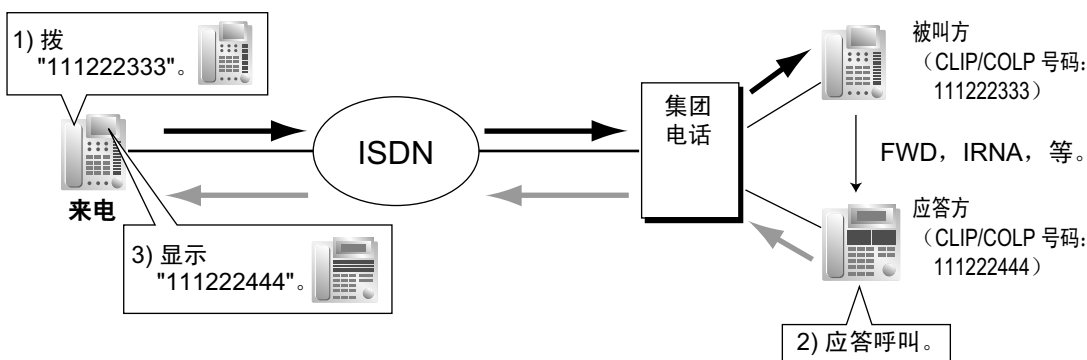 1) 拨
"111222333"。
来电
3) 显示
"111222444"。
ISDN
集团
电话
被叫方
（CLIP/COLP 号码:
111222333）
FWD，IRNA，等。
应答方
（CLIP/COLP 号码:
111222444）
2) 应答呼叫。